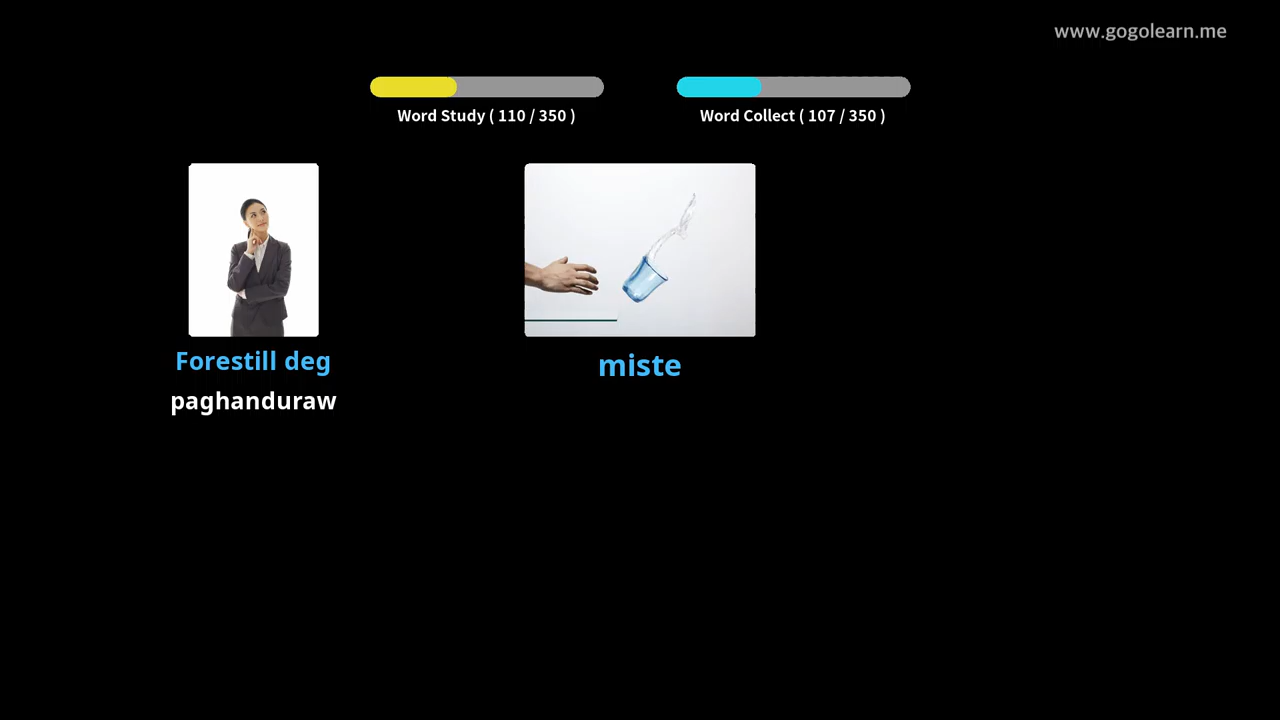 www.gogolearn.me
Word Study ( 110 / 350 )
Word Collect ( 107 / 350 )
Forestill deg
paghanduraw
miste